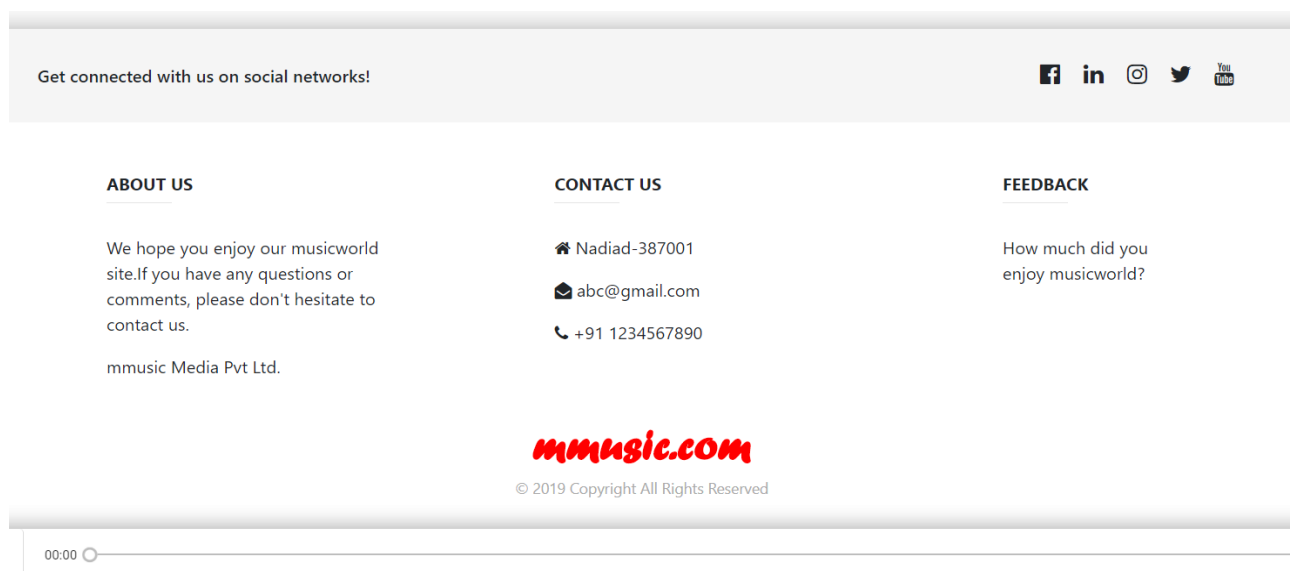 Get connected with us on social networks!
You
Tube
ABOUT US
We hope you enjoy our musicworld
site.If you have any questions or
comments, please don't hesitate to
contact us.
mmusic Media Pvt Ltd.
CONTACT US
Nadiad-387001
abc@gmail.com
+91 1234567890
FEEDBACK
How much did you
enjoy musicworld?
mmusic.com
© 2019 Copyright All Rights Reserved
00:00